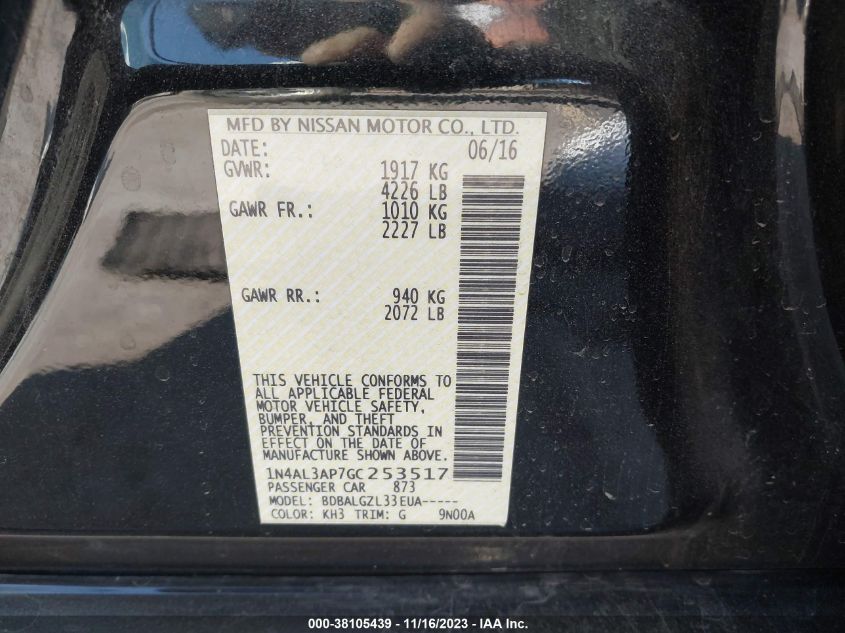 MFD BY NISSAN MOTOR CO., LTD.
DATE: 06/16
GVWR: 1917 KG
4226 LB
GAWR FR.: 1010 KG
2227 LB
GAWR RR.: 940 KG
2072 LB
THIS VEHICLE CONFORMS TO
ALL APPLICABLE FEDERAL
MOTOR VEHICLE SAFETY,
BUMPER, AND THEFT
PREVENTION STANDARDS IN
EFFECT ON THE DATE OF
MANUFACTURE SHOWN ABOVE.
1N4AL3AP7GC253517
PASSENGER CAR 873
MODEL: BDBALGZL33EUA-----
COLOR: KH3 TRIM: G 9N00A
000-38105439 - 11/16/2023 - IAA Inc.